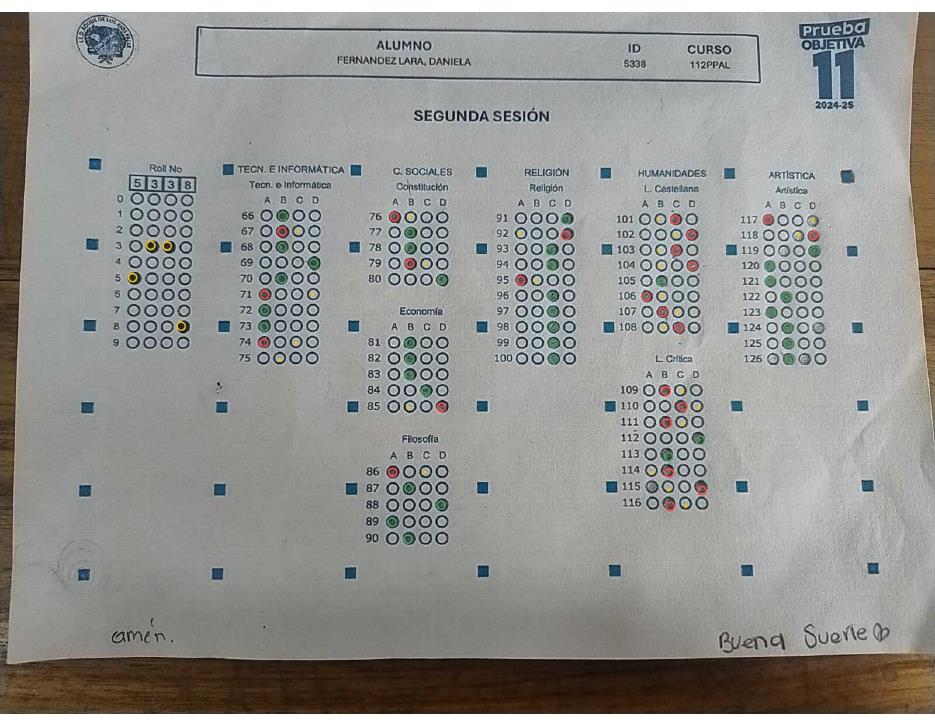 Prueba
OBJETIVA
11
2024-2S
ALUMNO ID CURSO
FERNANDEZ LARA, DANIELA 5338 112PPAL
SEGUNDA SESIÓN
Roll No
5 3 3 8
0
1
2
3
4
5
6
7
8
9
TECN. E INFORMÁTICA
Tecn. e Informática
A B C D
66
67
68
69
70
71
72
73
74
75
C. SOCIALES
Constitución
A B C D
76
77
78
79
80
Economía
A B C D
81
82
83
84
85
Filosofía
A B C D
86
87
88
89
90
RELIGIÓN
Religión
A B C D
91
92
93
94
95
96
97
98
99
100
HUMANIDADES
L. Castellana
A B C D
101
102
103
104
105
106
107
108
L. Crítica
A B C D
109
110
111
112
113
114
115
116
ARTÍSTICA
Artística
A B C D
117
118
119
120
121
122
123
124
125
126
amén.
Buena Suerte